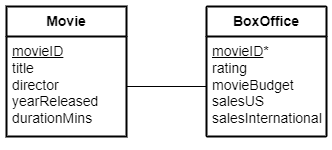 Movie
movieID
title
director
yearReleased
durationMins
BoxOffice
movieID*
rating
movieBudget
salesUS
salesInternational